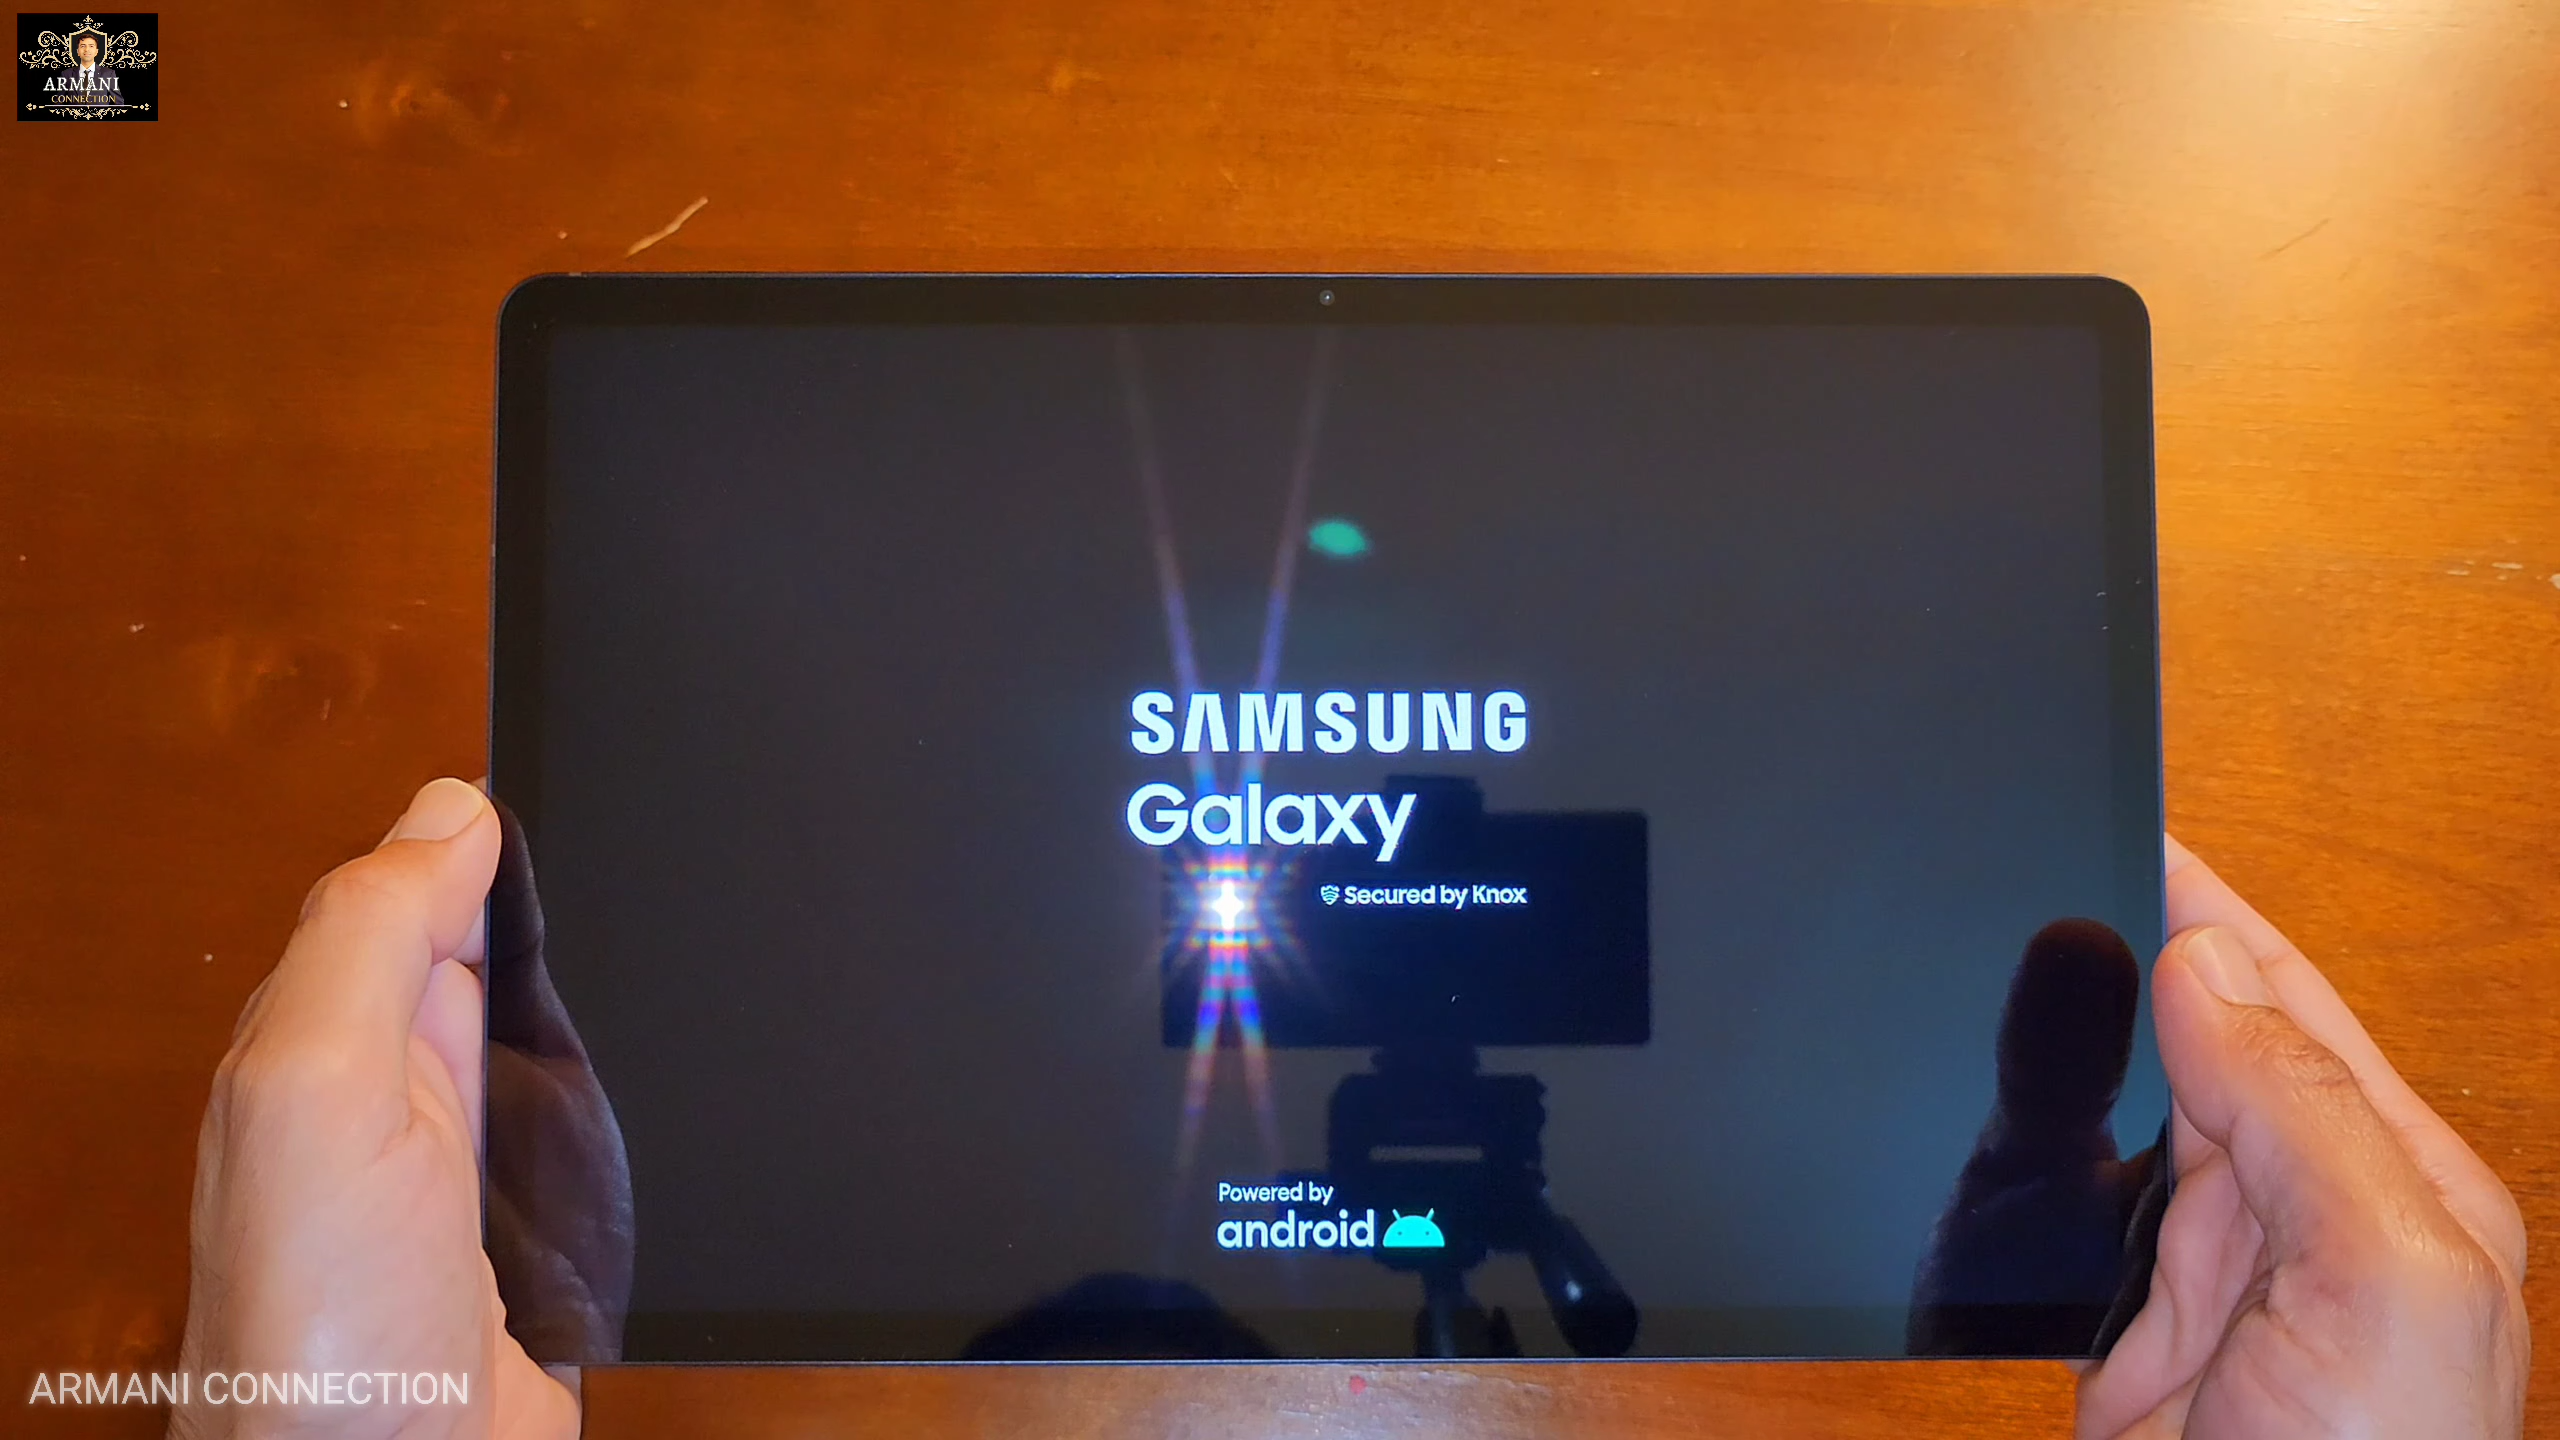 ARMANI
CONNECTION
SAMSUNG
Galaxy
Secured by Knox
Powered by
android
ARMANI CONNECTION